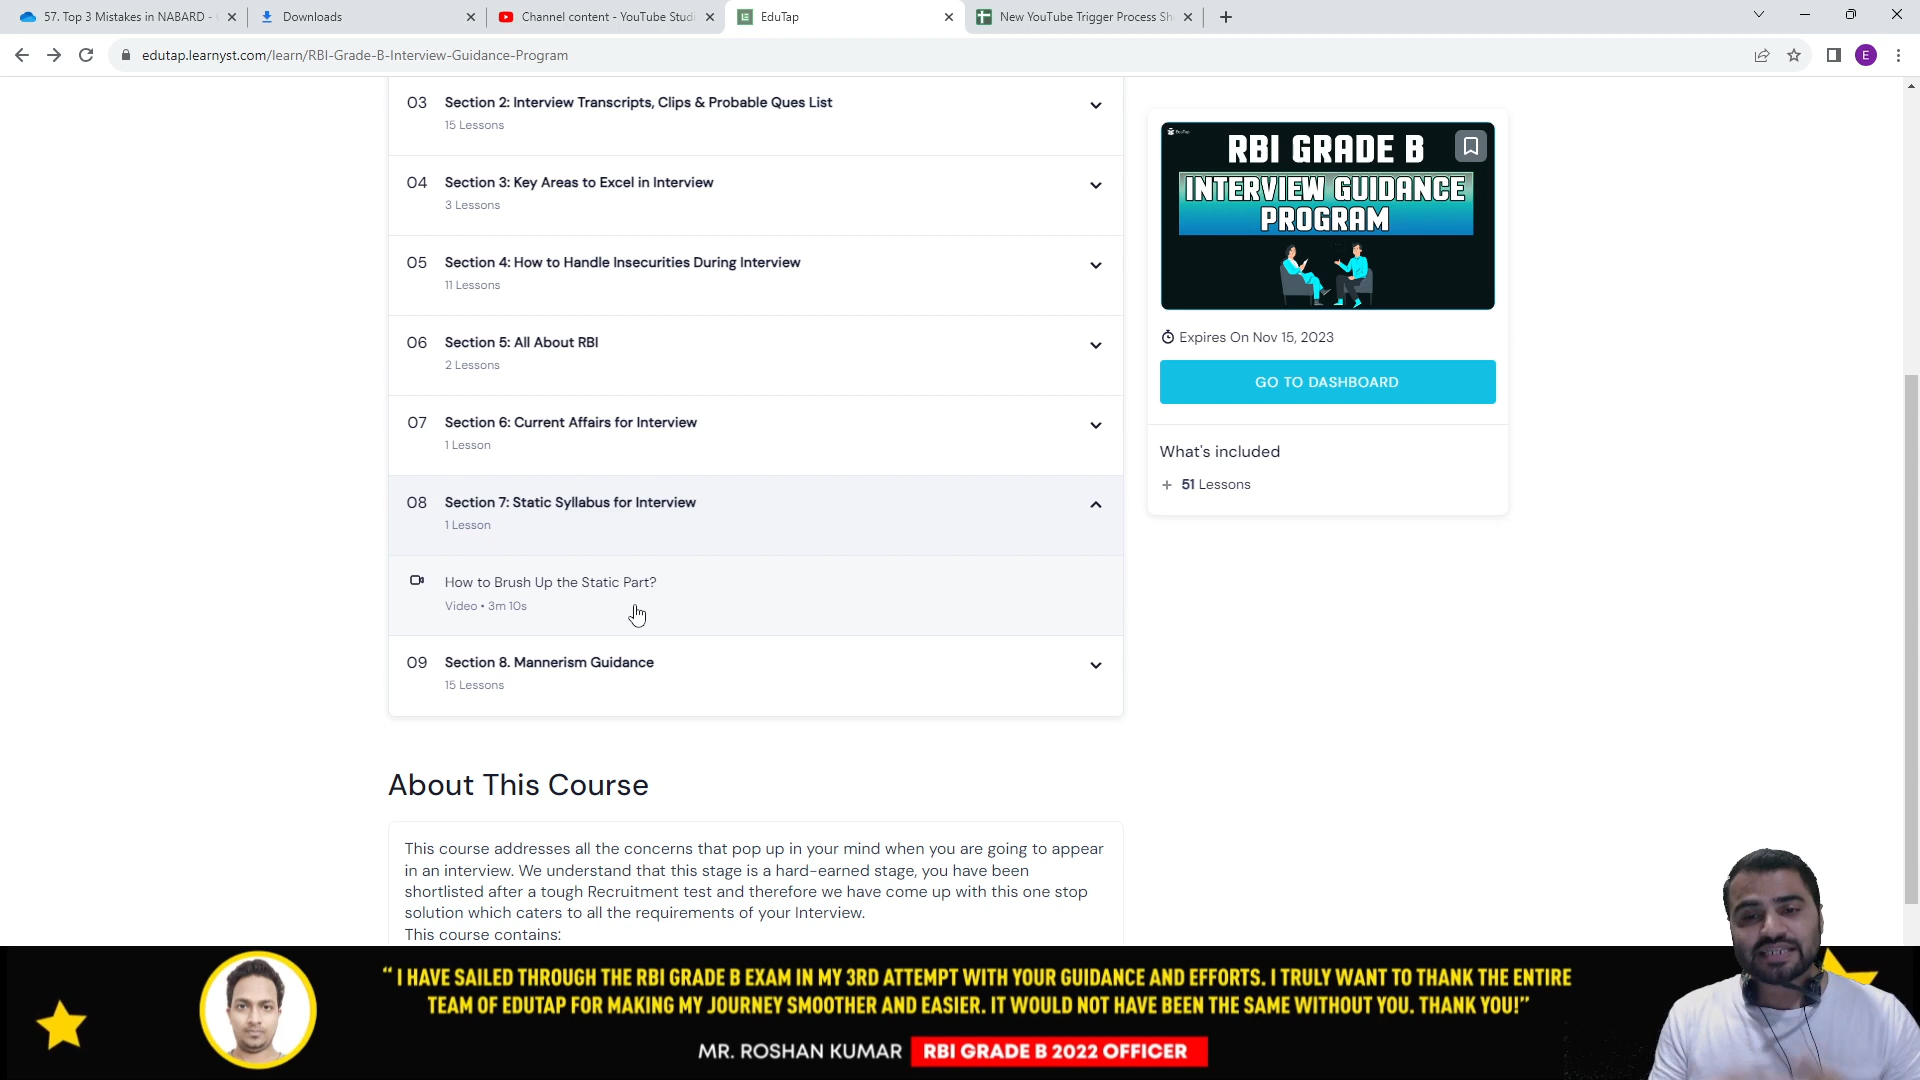 57. Top 3 Mistakes in NABARD -
Downloads
Channel content - YouTube Studi
EduTap
New YouTube Trigger Process Sh
edutap.learnyst.com/learn/RBI-Grade-B-Interview-Guidance-Program
E
03 Section 2: Interview Transcripts, Clips & Probable Ques List
15 Lessons
04 Section 3: Key Areas to Excel in Interview
3 Lessons
05 Section 4: How to Handle Insecurities During Interview
11 Lessons
06 Section 5: All About RBI
2 Lessons
07 Section 6: Current Affairs for Interview
1 Lesson
08 Section 7: Static Syllabus for Interview
1 Lesson
How to Brush Up the Static Part?
Video • 3m 10s
09 Section 8. Mannerism Guidance
15 Lessons
EduTap
RBI GRADE B
INTERVIEW GUIDANCE
PROGRAM
Expires On Nov 15, 2023
GO TO DASHBOARD
What's included
+ 51 Lessons
About This Course
This course addresses all the concerns that pop up in your mind when you are going to appear
in an interview. We understand that this stage is a hard-earned stage, you have been
shortlisted after a tough Recruitment test and therefore we have come up with this one stop
solution which caters to all the requirements of your Interview.
This course contains:
“ I HAVE SAILED THROUGH THE RBI GRADE B EXAM IN MY 3RD ATTEMPT WITH YOUR GUIDANCE AND EFFORTS. I TRULY WANT TO THANK THE ENTIRE
TEAM OF EDUTAP FOR MAKING MY JOURNEY SMOOTHER AND EASIER. IT WOULD NOT HAVE BEEN THE SAME WITHOUT YOU. THANK YOU!”
MR. ROSHAN KUMAR RBI GRADE B 2022 OFFICER